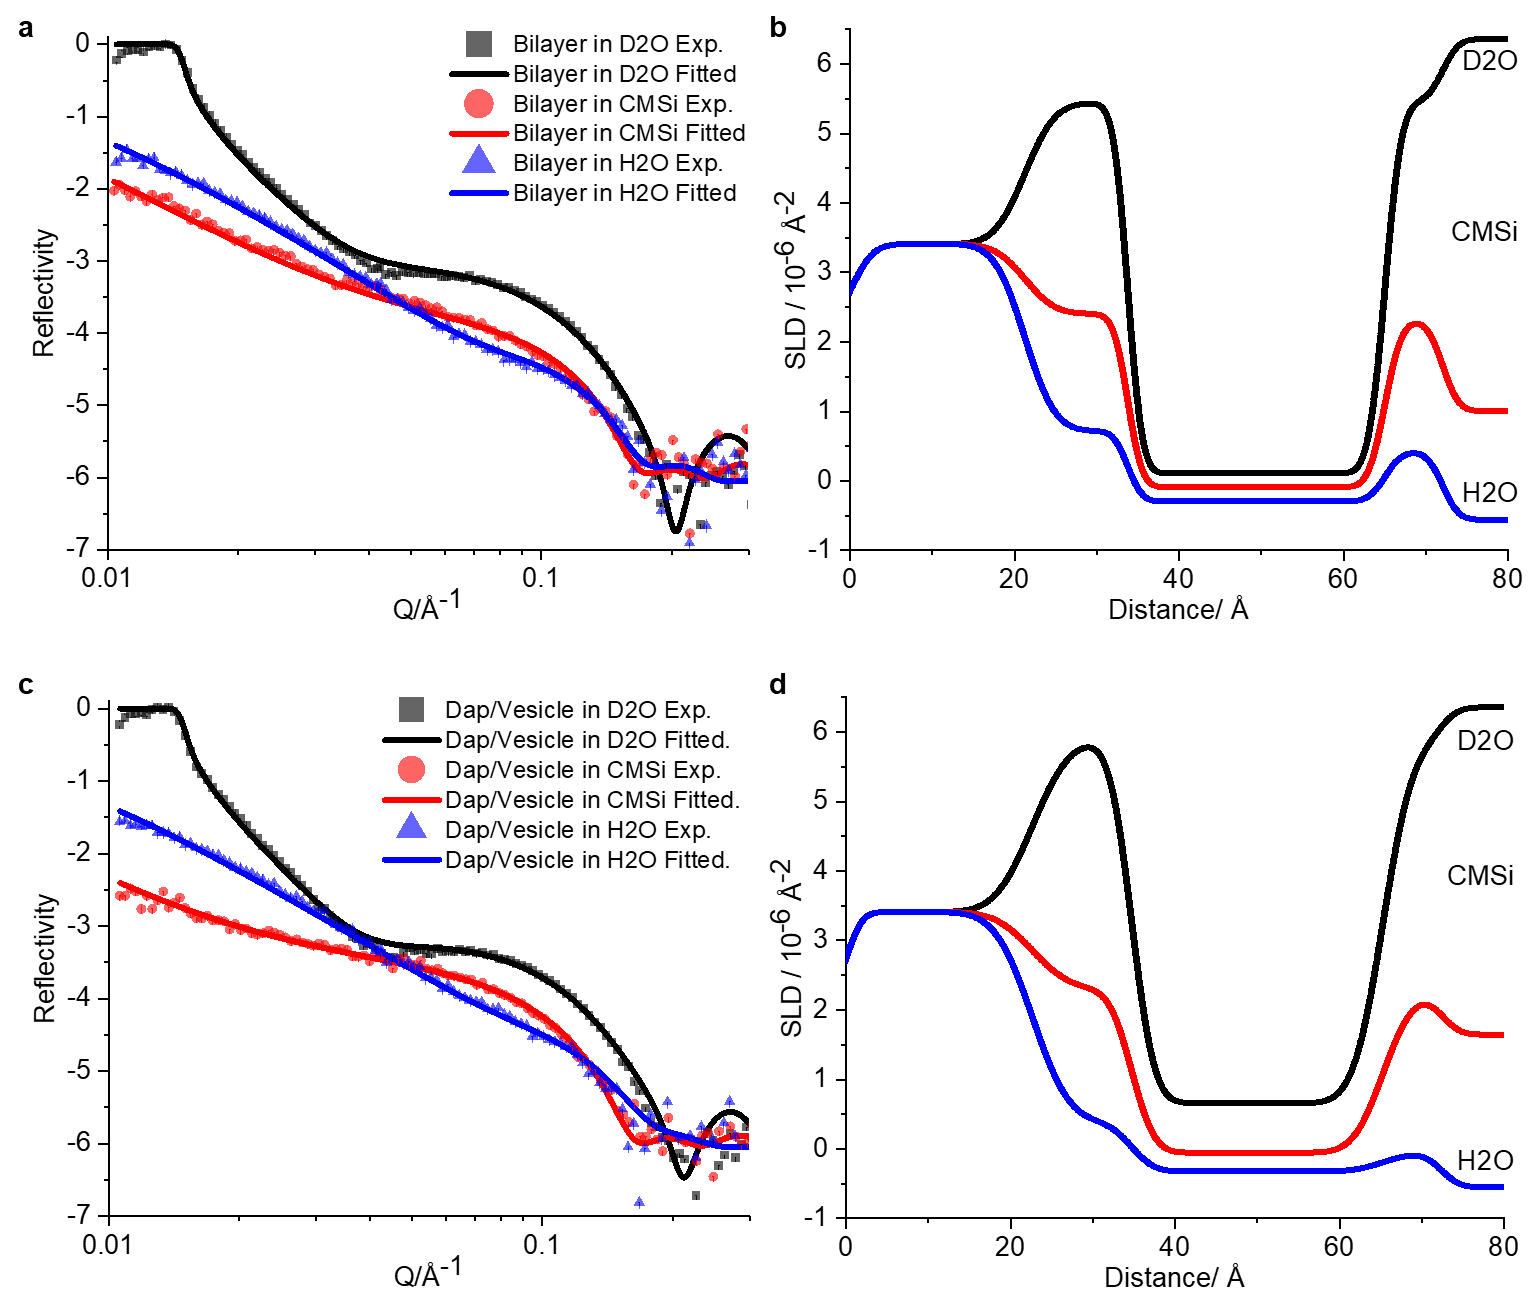 a
0
-1
-2
-3
-4
-5
-6
-7
0.01
0.1
Reflectivity
Q/Å-1
Bilayer in D2O Exp.
Bilayer in D2O Fitted
Bilayer in CMSi Exp.
Bilayer in CMSi Fitted
Bilayer in H2O Exp.
Bilayer in H2O Fitted
b
6
5
4
3
2
1
0
-1
0
20
40
60
80
SLD / 10-6 Å-2
Distance/ Å
D2O
CMSi
H2O
c
0
-1
-2
-3
-4
-5
-6
-7
0.01
0.1
Reflectivity
Q/Å-1
Dap/Vesicle in D2O Exp.
Dap/Vesicle in D2O Fitted.
Dap/Vesicle in CMSi Exp.
Dap/Vesicle in CMSi Fitted.
Dap/Vesicle in H2O Exp.
Dap/Vesicle in H2O Fitted.
d
6
5
4
3
2
1
0
-1
0
20
40
60
80
SLD / 10-6 Å-2
Distance/ Å
D2O
CMSi
H2O